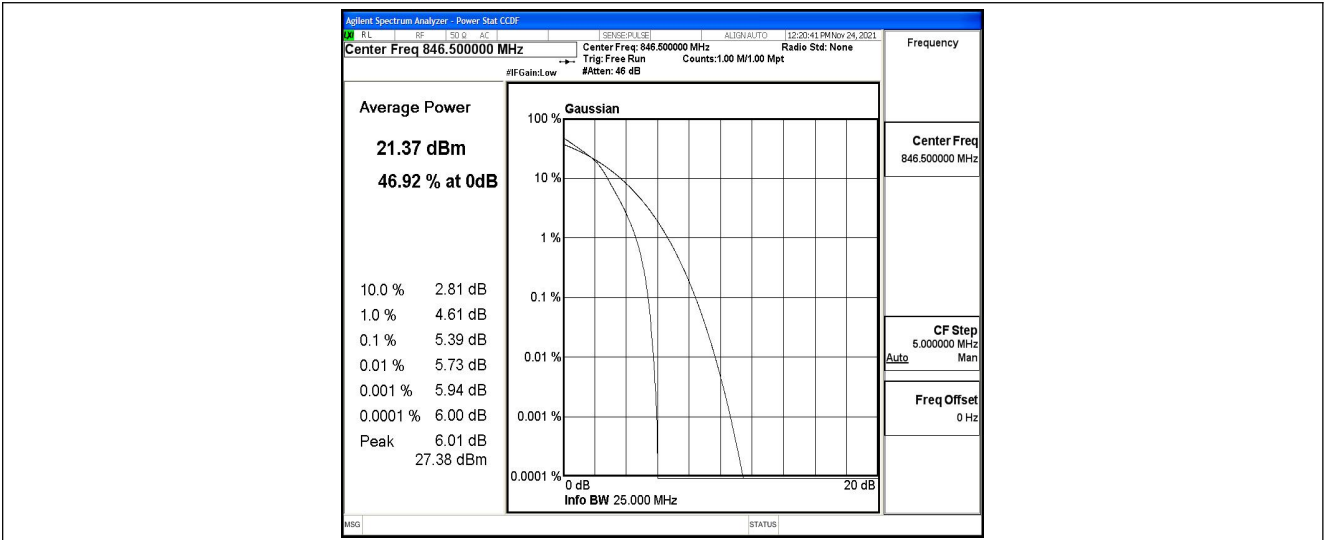 Agilent Spectrum Analyzer - Power Stat CCDF
LXI RL RF 50 Ω AC SENSE:PULSE ALIGNAUTO 12:20:41 PM Nov 24, 2021
Center Freq 846.500000 MHz
Center Freq: 846.500000 MHz Radio Std: None
Trig: Free Run Counts:1.00 M/1.00 Mpt
#IFGain:Low #Atten: 46 dB
Frequency
Average Power
21.37 dBm
46.92 % at 0dB
10.0 % 2.81 dB
1.0 % 4.61 dB
0.1 % 5.39 dB
0.01 % 5.73 dB
0.001 % 5.94 dB
0.0001 % 6.00 dB
Peak 6.01 dB
27.38 dBm
Gaussian
100 %
10 %
1 %
0.1 %
0.01 %
0.001 %
0.0001 %
0 dB 20 dB
Info BW 25.000 MHz
Center Freq
846.500000 MHz
CF Step
5.000000 MHz
Auto Man
Freq Offset
0 Hz
MSG STATUS